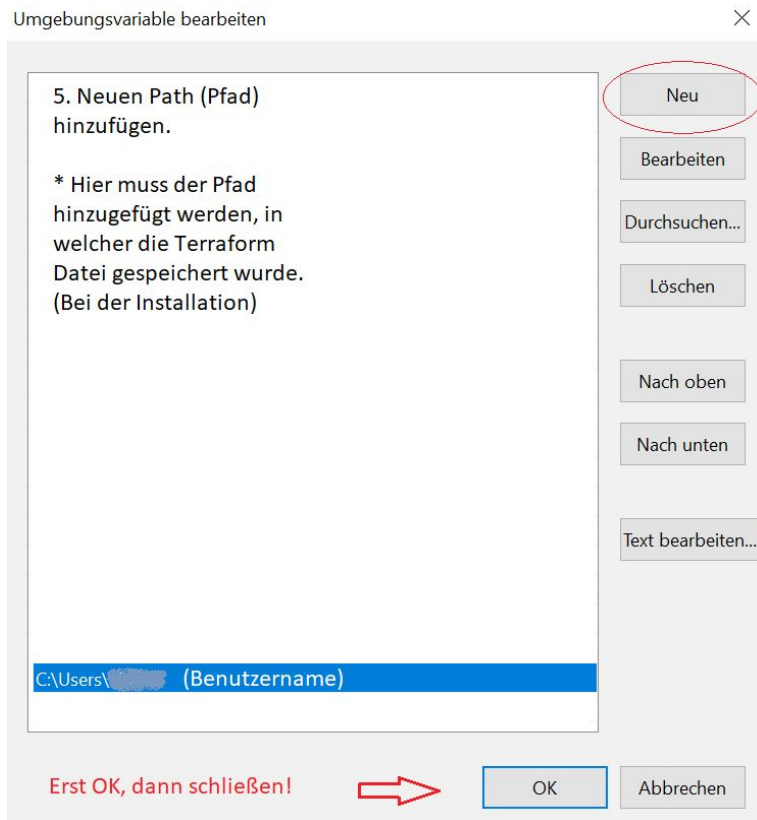 Umgebungsvariable bearbeiten
5. Neuen Path (Pfad)
hinzufügen.
* Hier muss der Pfad
hinzugefügt werden, in
welcher die Terraform
Datei gespeichert wurde.
(Bei der Installation)
Neu
Bearbeiten
Durchsuchen...
Löschen
Nach oben
Nach unten
Text bearbeiten...
C:\Users\ (Benutzername)
Erst OK, dann schließen!
OK
Abbrechen